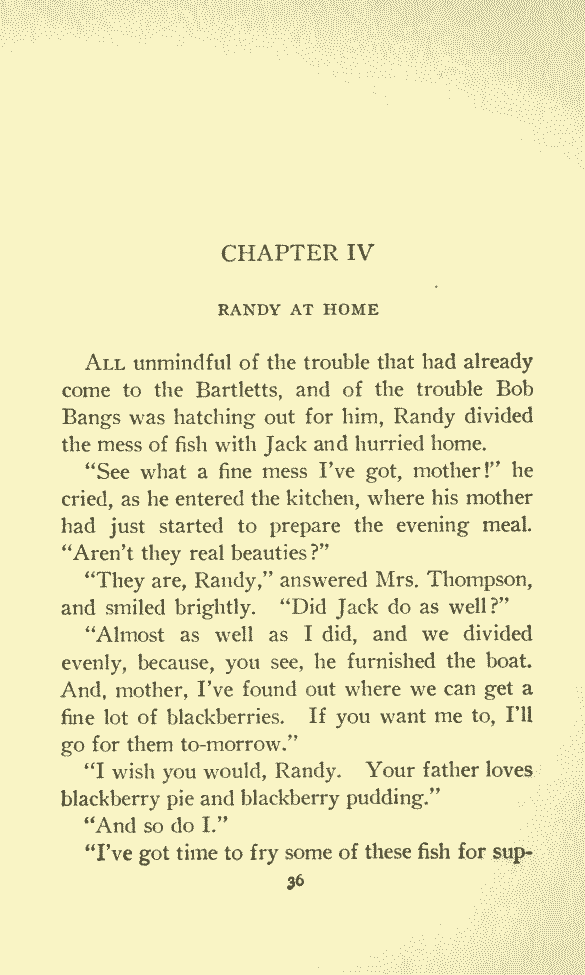 CHAPTER IV
RANDY AT HOME
ALL unmindful of the trouble that had already
come to the Bartletts, and of the trouble Bob
Bangs was hatching out for him, Randy divided
the mess of fish with Jack and hurried home.
“See what a fine mess I've got, mother!” he
cried, as he entered the kitchen, where his mother
had just started to prepare the evening meal.
“Aren't they real beauties?”
“They are, Randy,” answered Mrs. Thompson,
and smiled brightly. “Did Jack do as well?”
“Almost as well as I did, and we divided
evenly, because, you see, he furnished the boat.
And, mother, I've found out where we can get a
fine lot of blackberries. If you want me to, I'll
go for them to-morrow.”
“I wish you would, Randy. Your father loves
blackberry pie and blackberry pudding.”
“And so do I.”
“I've got time to fry some of these fish for sup-
36